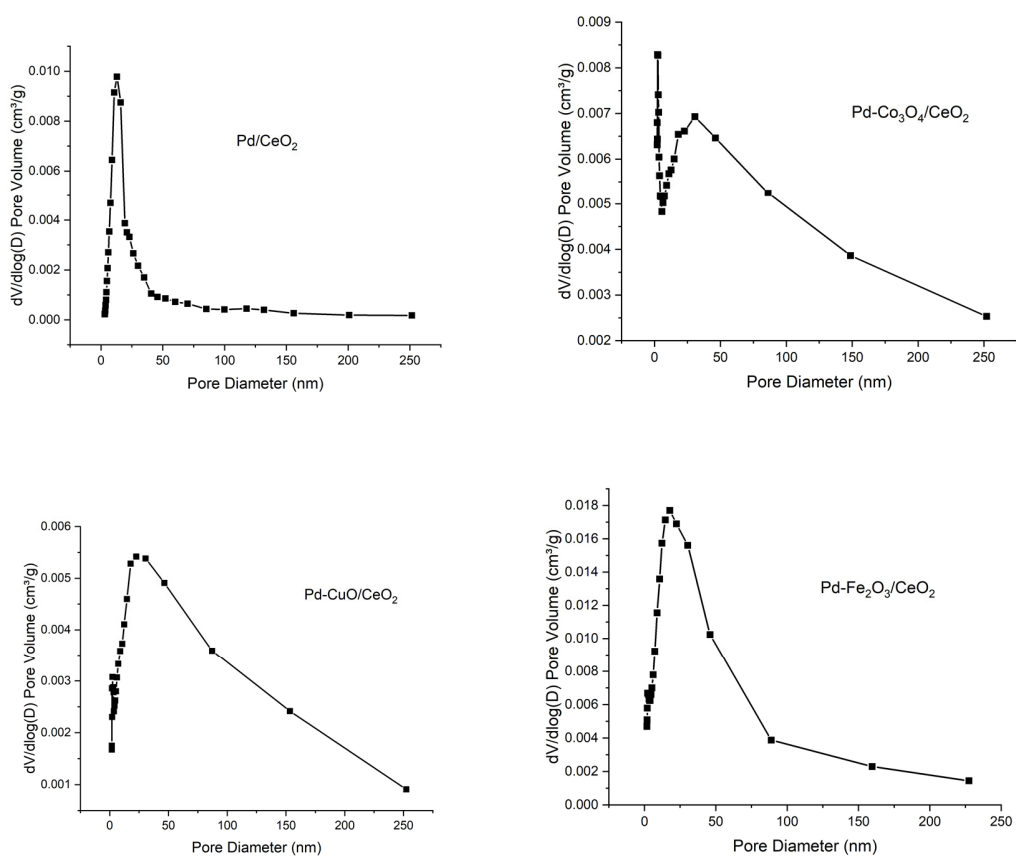 0.010
0.008
0.006
0.004
0.002
0.000
dV/dlog(D) Pore Volume (cm³/g)
Pd/CeO₂
0 50 100 150 200 250
Pore Diameter (nm)
0.009
0.008
0.007
0.006
0.005
0.004
0.003
0.002
dV/dlog(D) Pore Volume (cm³/g)
Pd-Co₃O₄/CeO₂
0 50 100 150 200 250
Pore Diameter (nm)
0.006
0.005
0.004
0.003
0.002
0.001
dV/dlog(D) Pore Volume (cm³/g)
Pd-CuO/CeO₂
0 50 100 150 200 250
Pore Diameter (nm)
0.018
0.016
0.014
0.012
0.010
0.008
0.006
0.004
0.002
0.000
dV/dlog(D) Pore Volume (cm³/g)
Pd-Fe₂O₃/CeO₂
0 50 100 150 200 250
Pore Diameter (nm)